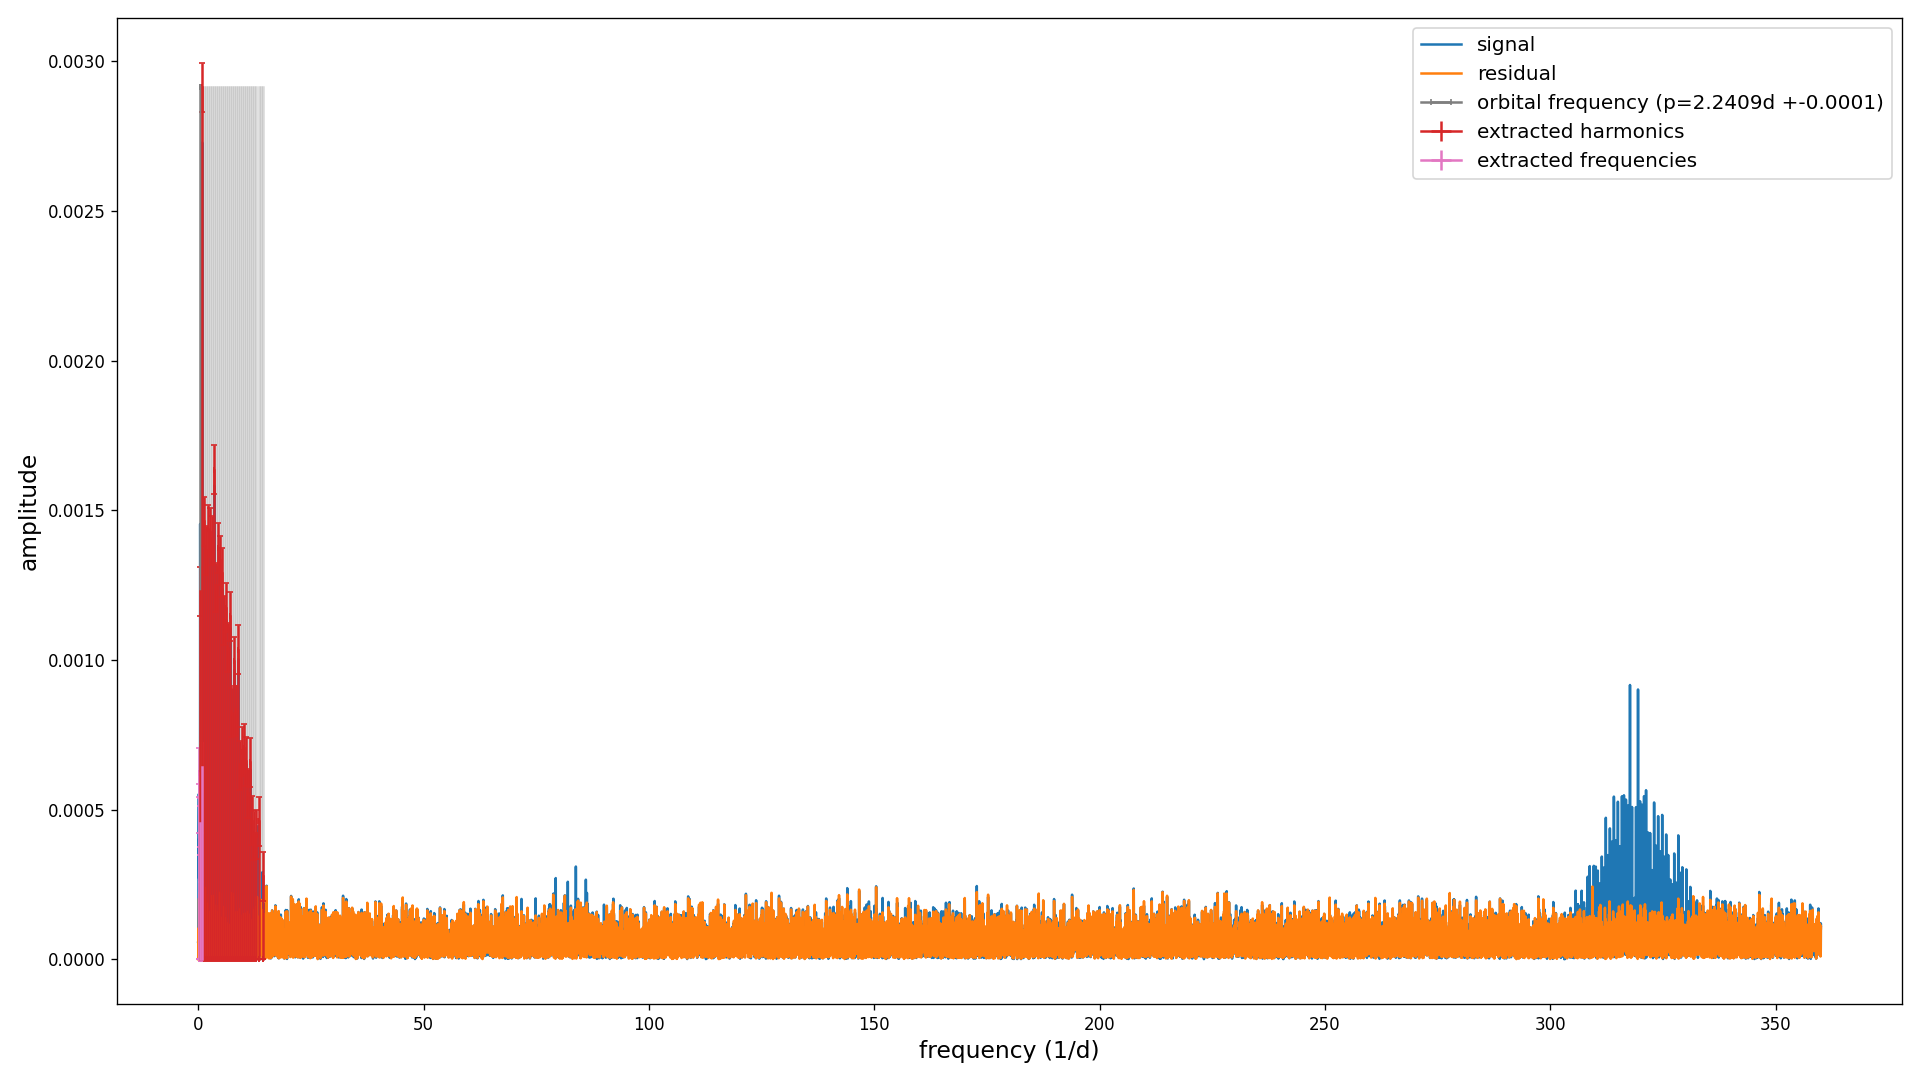 signal
residual
orbital frequency (p=2.2409d +-0.0001)
extracted harmonics
extracted frequencies
0.0030
0.0025
0.0020
0.0015
0.0010
0.0005
0.0000
amplitude
0 50 100 150 200 250 300 350
frequency (1/d)